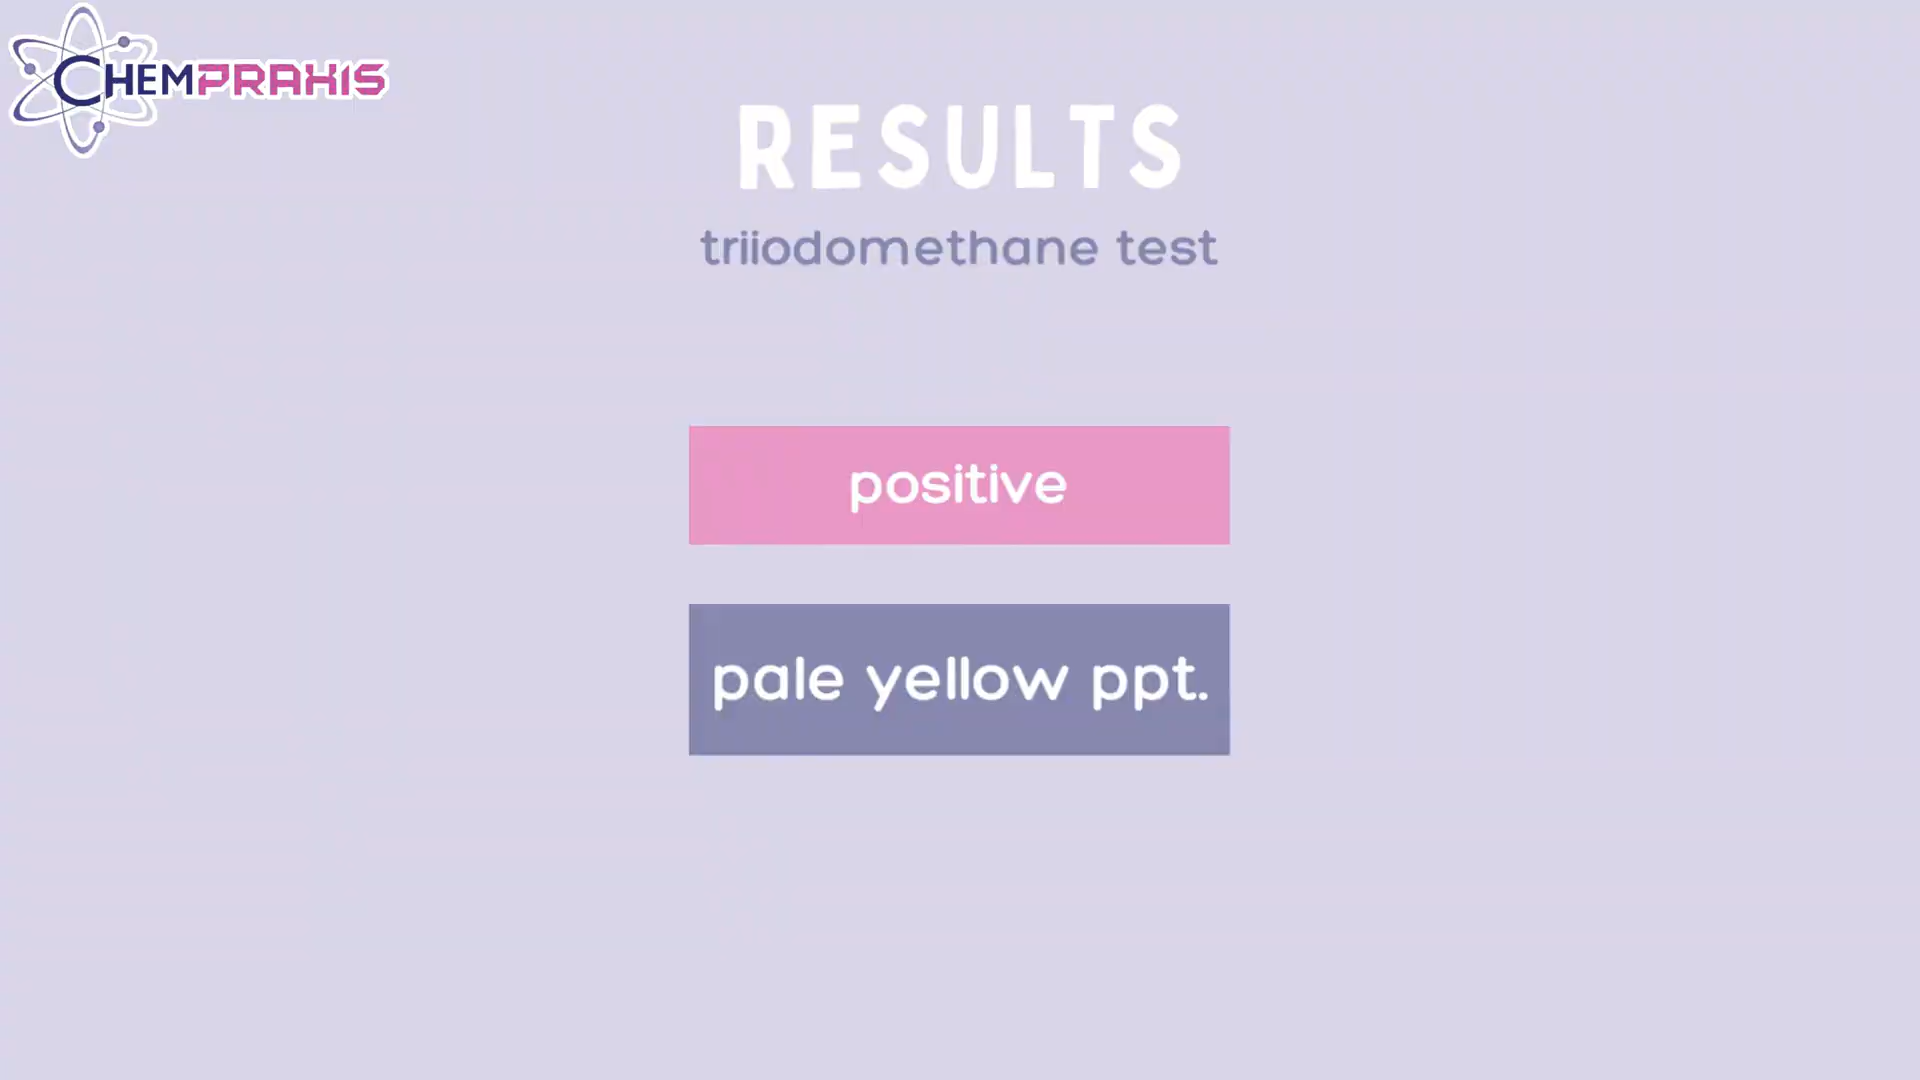 CHEMPRAXIS
RESULTS
triiodomethane test
positive
pale yellow ppt.